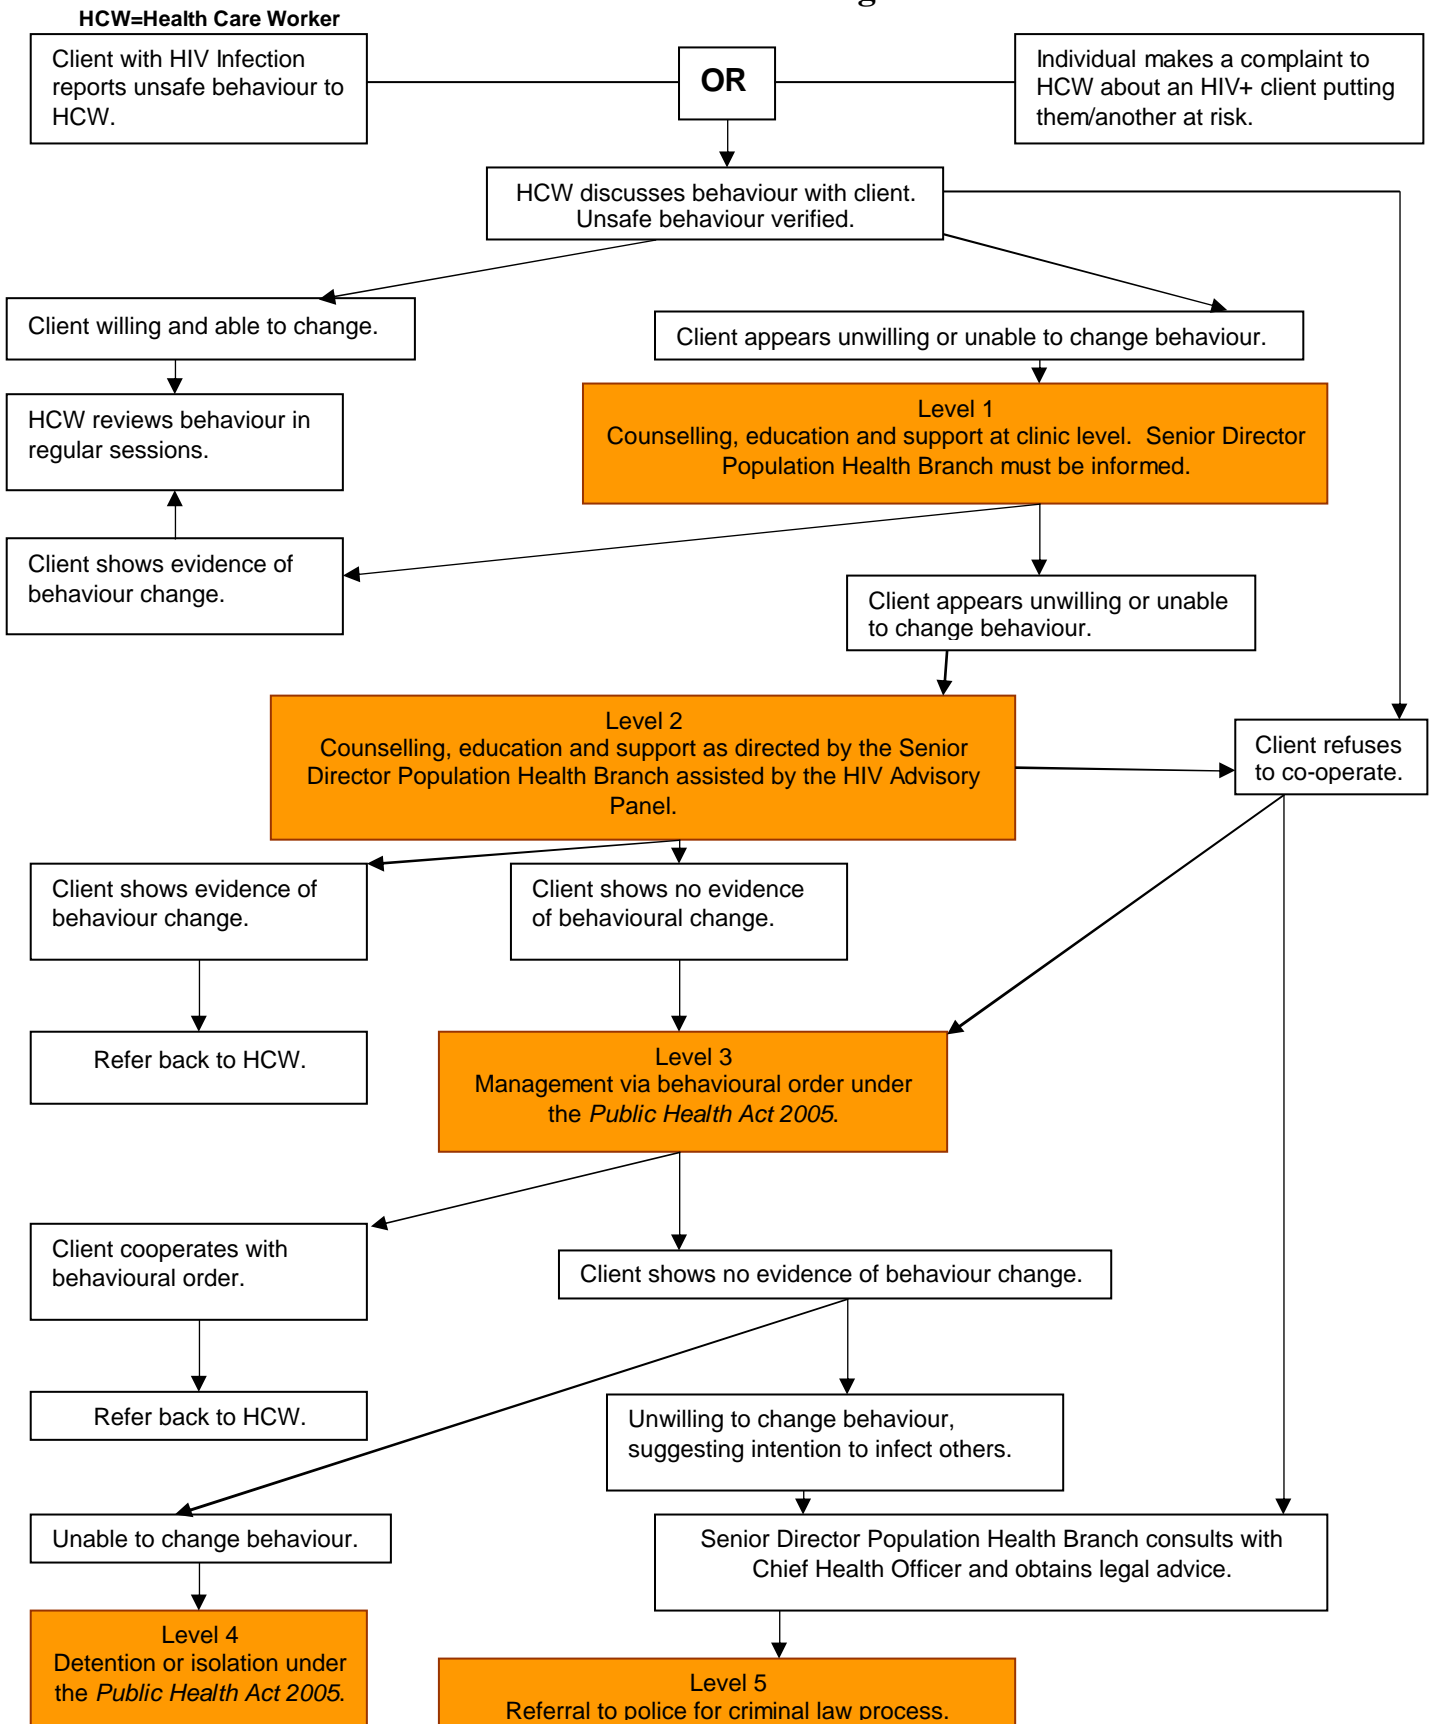 HCW=Health Care Worker
Client with HIV Infection
reports unsafe behaviour to
HCW.
OR
Individual makes a complaint to
HCW about an HIV+ client putting
them/another at risk.
HCW discusses behaviour with client.
Unsafe behaviour verified.
Client willing and able to change.
Client appears unwilling or unable to change behaviour.
HCW reviews behaviour in
regular sessions.
Level 1
Counselling, education and support at clinic level.  Senior Director
Population Health Branch must be informed.
Client shows evidence of
behaviour change.
Client appears unwilling or unable
to change behaviour.
Level 2
Counselling, education and support as directed by the Senior
Director Population Health Branch assisted by the HIV Advisory
Panel.
Client refuses
to co-operate.
Client shows evidence of
behaviour change.
Client shows no evidence
of behavioural change.
Refer back to HCW.
Level 3
Management via behavioural order under
the Public Health Act 2005.
Client cooperates with
behavioural order.
Client shows no evidence of behaviour change.
Refer back to HCW.
Unwilling to change behaviour,
suggesting intention to infect others.
Unable to change behaviour.
Senior Director Population Health Branch consults with
Chief Health Officer and obtains legal advice.
Level 4
Detention or isolation under
the Public Health Act 2005.
Level 5
Referral to police for criminal law process.